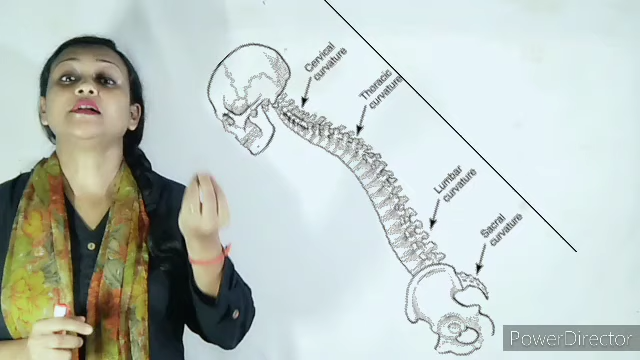 Cervical
curvature
Thoracic
curvature
Lumbar
curvature
Sacral
curvature
PowerDirector